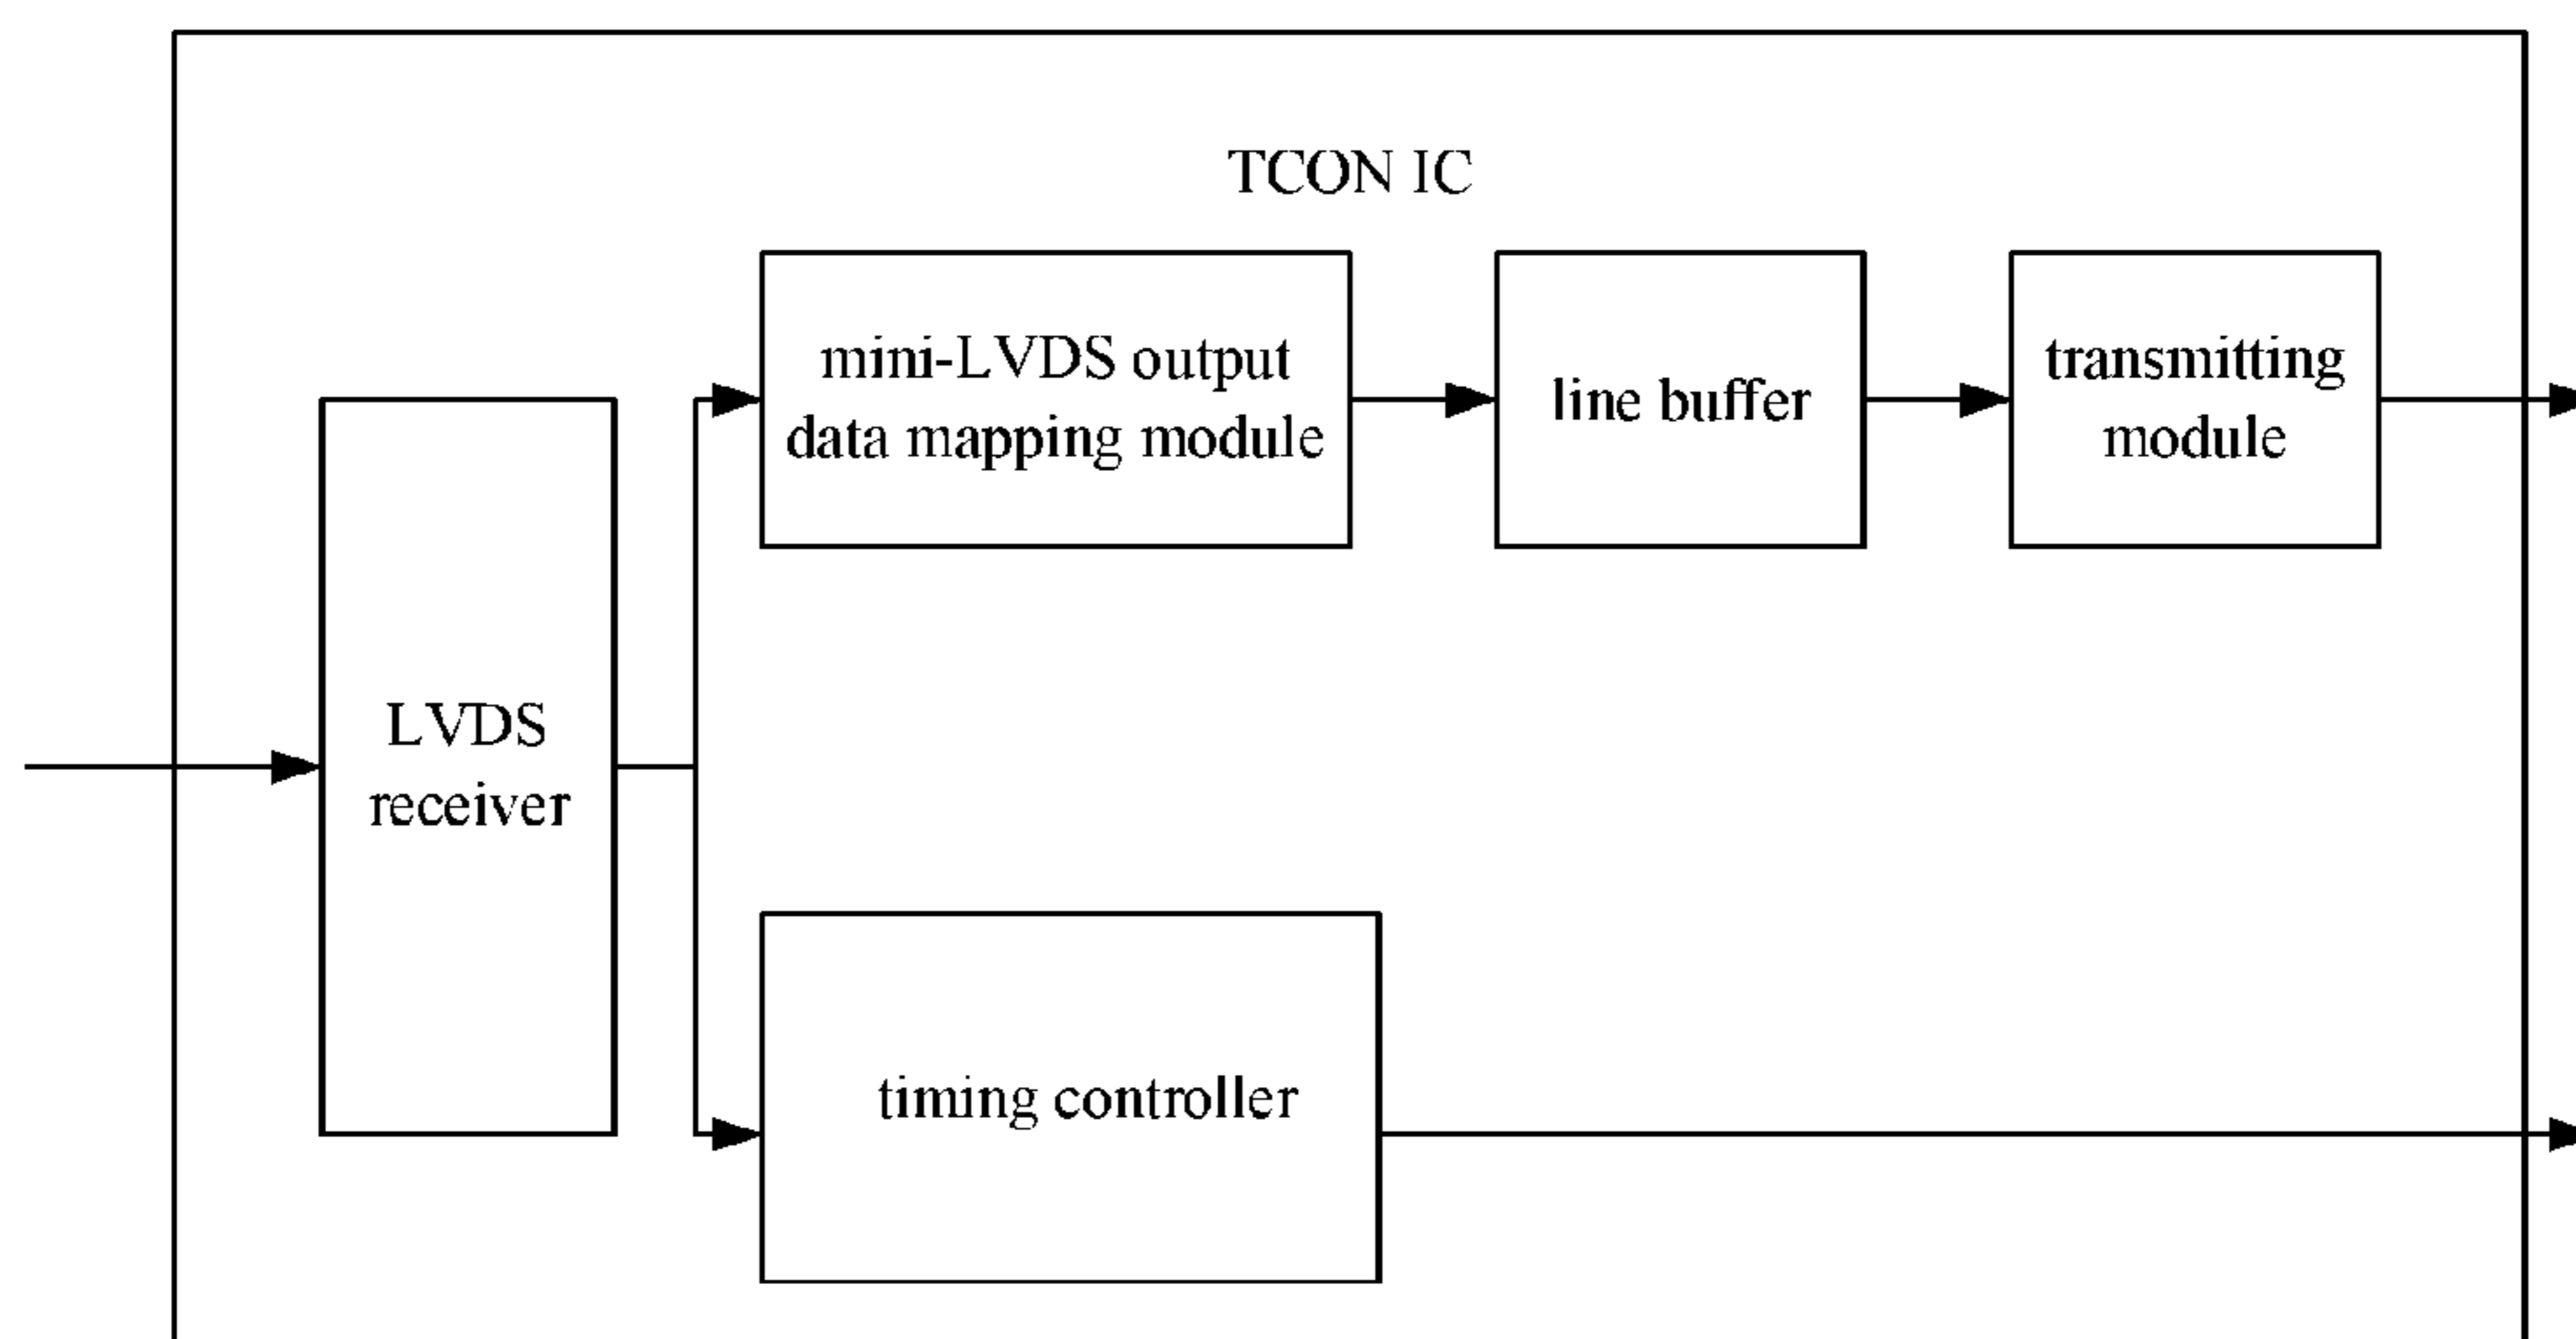 TCON IC
mini-LVDS output
data mapping module
line buffer
transmitting
module
LVDS
receiver
timing controller